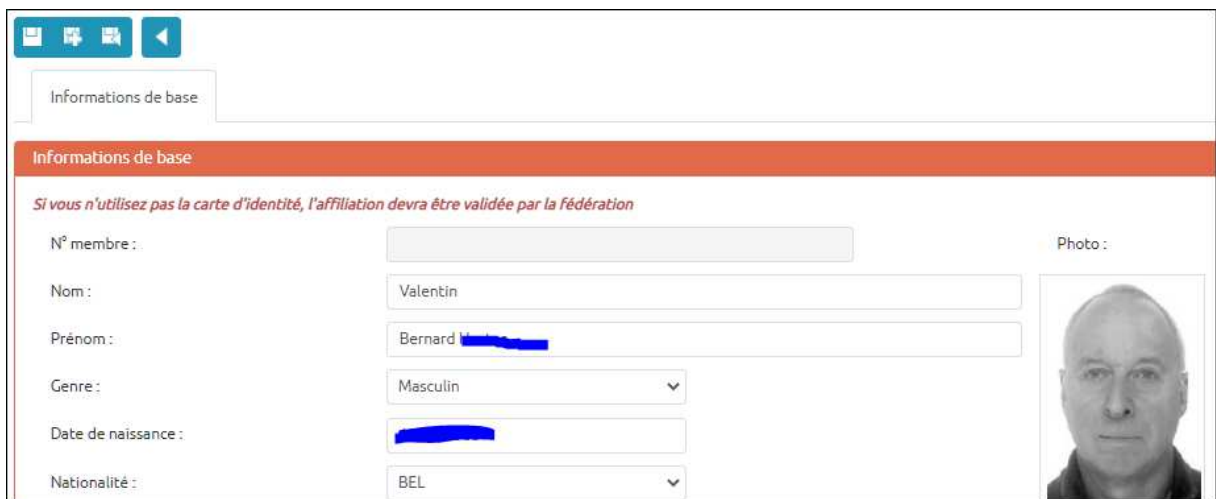 Informations de base
Informations de base
Si vous n'utilisez pas la carte d'identité, l'affiliation devra être validée par la fédération
N° membre :
Photo :
Nom : Valentin
Prénom : Bernard
Genre : Masculin
Date de naissance :
Nationalité : BEL